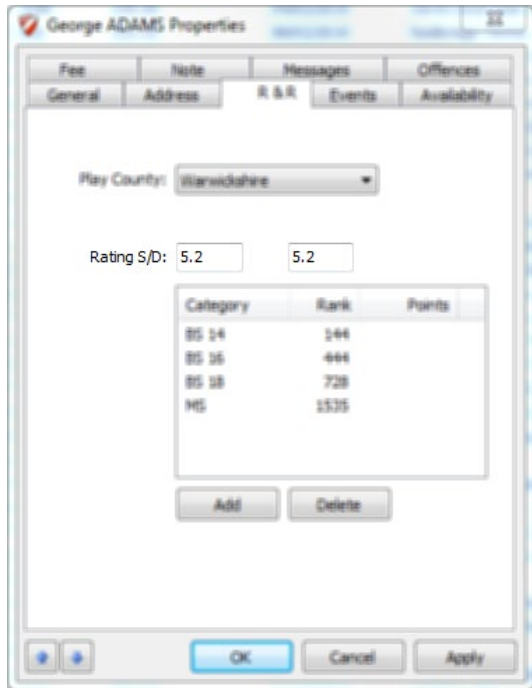 George ADAMS Properties
Fee Note Messages Offences
General Address R & R Events Availability
Play County: Warwickshire
Rating S/D: 5.2 5.2
Category Rank Points
BS 14 144
BS 16 444
BS 18 728
MS 1535
Add Delete
OK Cancel Apply